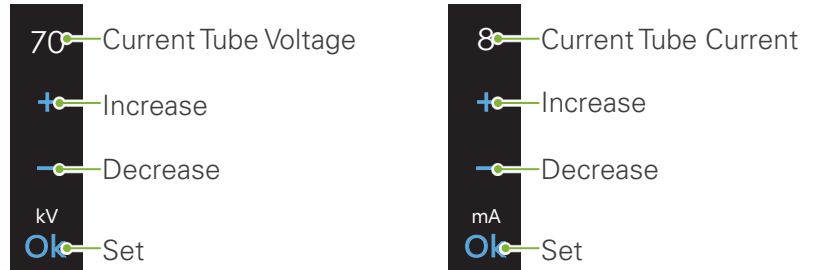 70 Current Tube Voltage
+ Increase
− Decrease
kV
Ok Set
8 Current Tube Current
+ Increase
− Decrease
mA
Ok Set